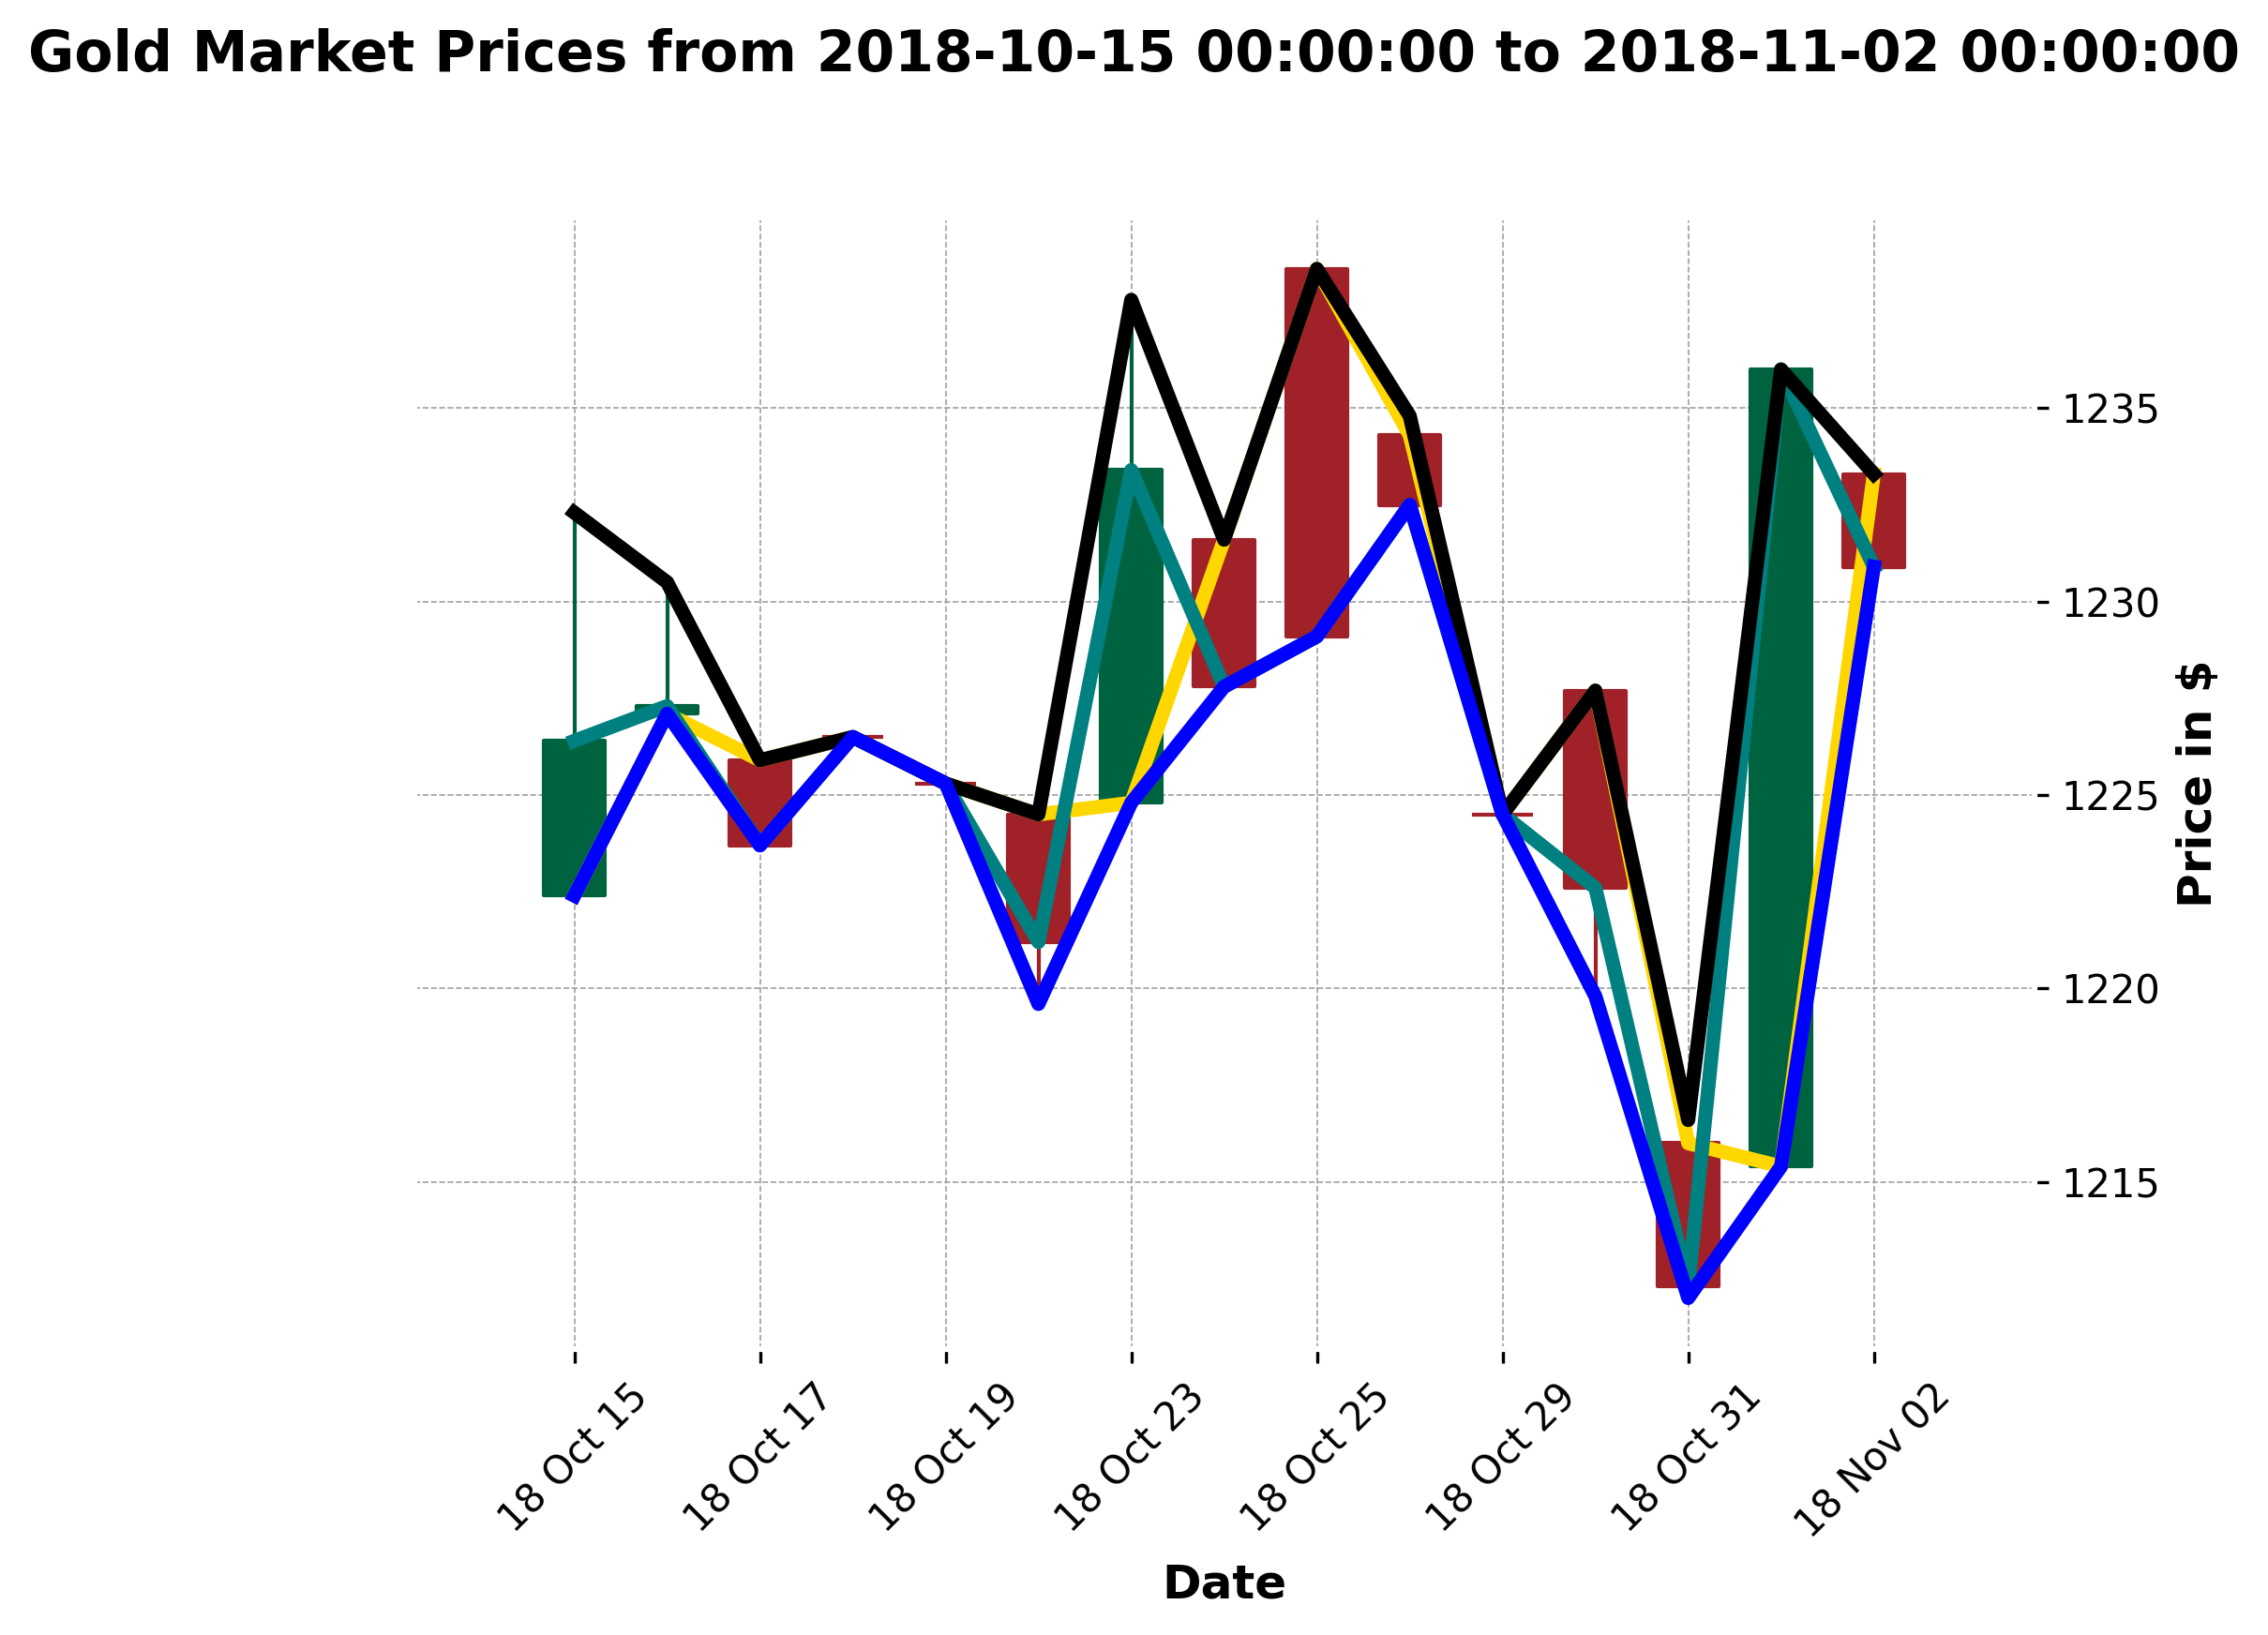 Gold Market Prices from 2018-10-15 00:00:00 to 2018-11-02 00:00:00
1235
1230
1225
1220
1215
Price in $
18 Oct 15
18 Oct 17
18 Oct 19
18 Oct 23
18 Oct 25
18 Oct 29
18 Oct 31
18 Nov 02
Date